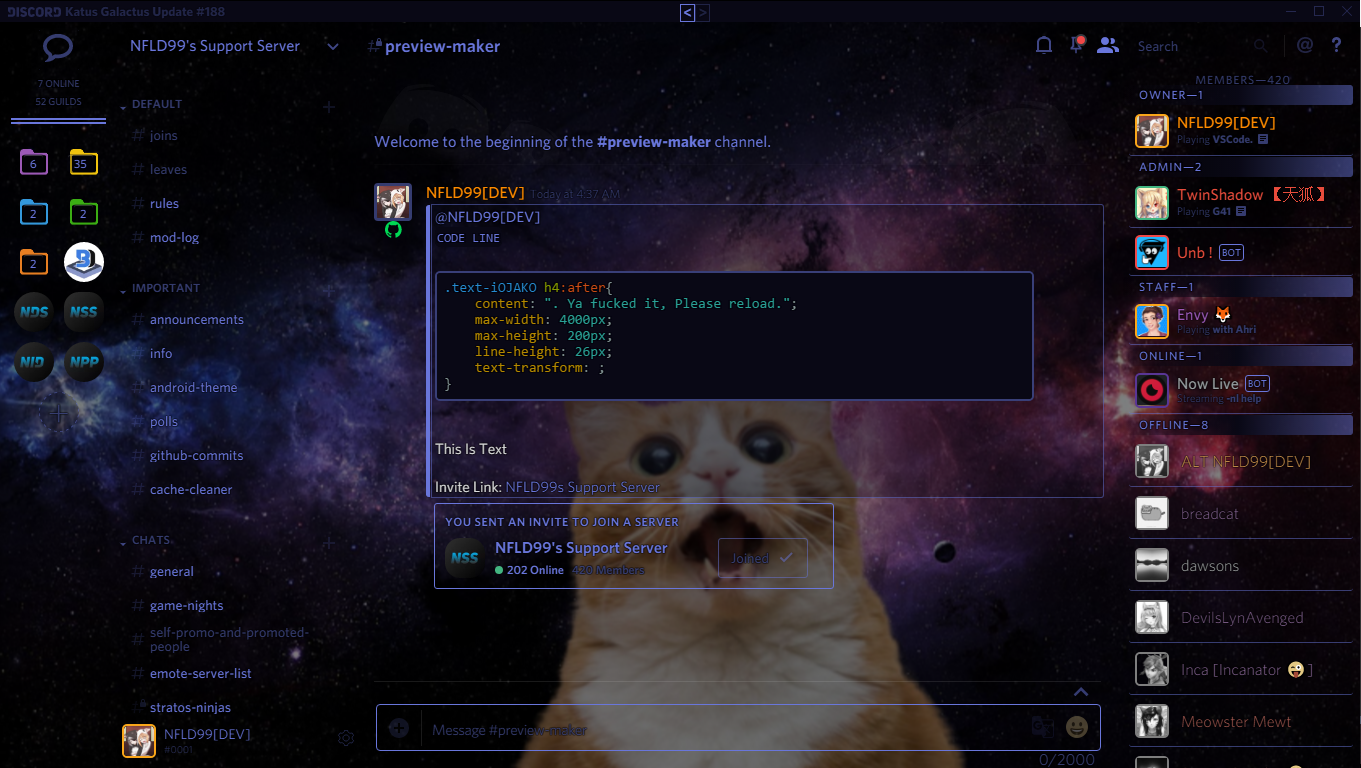 DISCORD Katus Galactus Update #188
< >
7 ONLINE
52 GUILDS
6
35
2
2
2
NDS
NSS
NID
NPP
NFLD99's Support Server
DEFAULT
# joins
# leaves
# rules
# mod-log
IMPORTANT
# announcements
# info
# android-theme
# polls
# github-commits
# cache-cleaner
CHATS
# general
# game-nights
# self-promo-and-promoted-
people
# emote-server-list
# stratos-ninjas
NFLD99[DEV]
#0001
# preview-maker
Search
@ ?
Welcome to the beginning of the #preview-maker channel.
NFLD99[DEV] Today at 4:37 AM
@NFLD99[DEV]
CODE LINE
.text-iOJAKO h4:after{
content: ". Ya fucked it, Please reload.";
max-width: 4000px;
max-height: 200px;
line-height: 26px;
text-transform: ;
}
This Is Text
Invite Link: NFLD99s Support Server
YOU SENT AN INVITE TO JOIN A SERVER
NSS
NFLD99's Support Server
202 Online 420 Members
Joined
Message #preview-maker
0/2000
MEMBERS—420
OWNER—1
NFLD99[DEV]
Playing VSCode.
ADMIN—2
TwinShadow 【天狐】
Playing G41
Unb ! BOT
STAFF—1
Envy 🦊
Playing with Ahri
ONLINE—1
Now Live BOT
Streaming -nl help
OFFLINE—8
ALT NFLD99[DEV]
breadcat
dawsons
DevilsLynAvenged
Inca [Incanator 😜 ]
Meowster Mewt